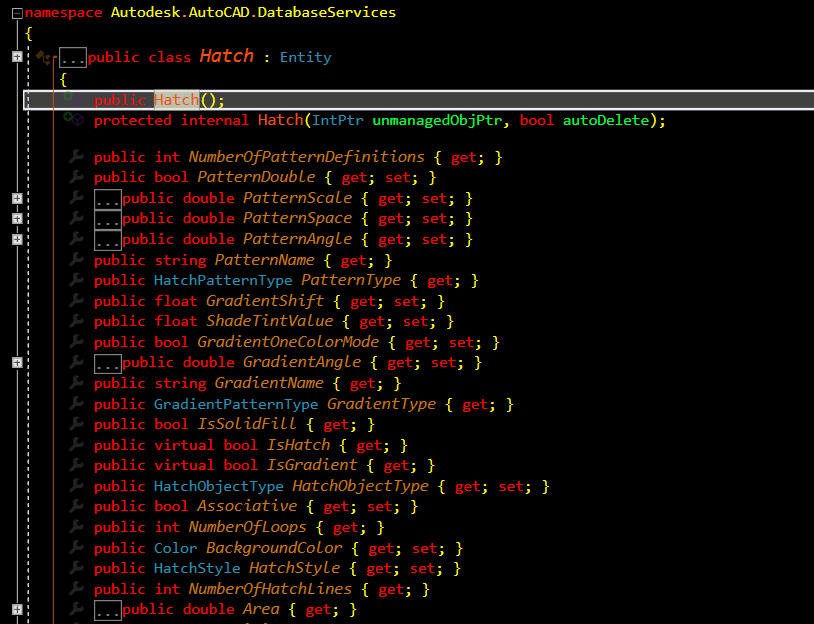 namespace Autodesk.AutoCAD.DatabaseServices
{
...public class Hatch : Entity
{
public Hatch();
protected internal Hatch(IntPtr unmanagedObjPtr, bool autoDelete);
public int NumberOfPatternDefinitions { get; }
public bool PatternDouble { get; set; }
...public double PatternScale { get; set; }
...public double PatternSpace { get; set; }
...public double PatternAngle { get; set; }
public string PatternName { get; }
public HatchPatternType PatternType { get; }
public float GradientShift { get; set; }
public float ShadeTintValue { get; set; }
public bool GradientOneColorMode { get; set; }
...public double GradientAngle { get; set; }
public string GradientName { get; }
public GradientPatternType GradientType { get; }
public bool IsSolidFill { get; }
public virtual bool IsHatch { get; }
public virtual bool IsGradient { get; }
public HatchObjectType HatchObjectType { get; set; }
public bool Associative { get; set; }
public int NumberOfLoops { get; }
public Color BackgroundColor { get; set; }
public HatchStyle HatchStyle { get; set; }
public int NumberOfHatchLines { get; }
...public double Area { get; }